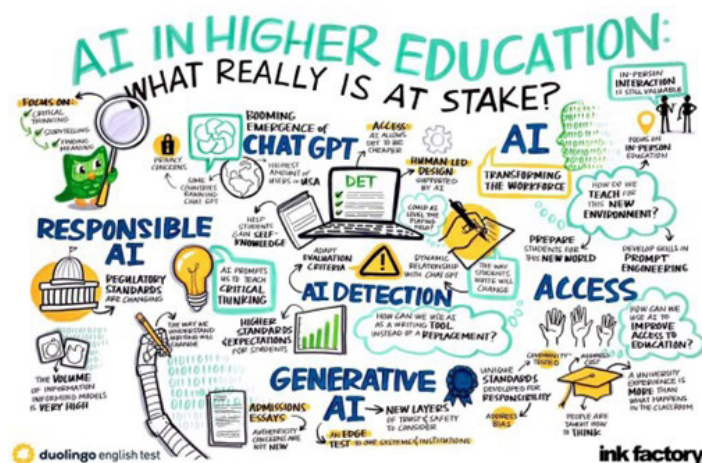 AI IN HIGHER EDUCATION:
WHAT REALLY IS AT STAKE?
FOCUS ON:
CRITICAL
THINKING
STORYTELLING
FINDING
MEANING
PRIVACY
CONCERNS
BOOMING
EMERGENCE OF
CHAT GPT
SOME
COUNTRIES
BANNING
CHAT GPT
HIGHEST
AMOUNT OF
USERS IN USA
HELP
STUDENTS
GAIN SELF-
KNOWLEDGE
ACCESS
AI ALLOWS
DET TO BE
CHEAPER
DET
HUMAN-LED
DESIGN
SUPPORTED
BY AI
COULD AI
LEVEL THE
PLAYING
FIELD?
AI
TRANSFORMING
THE WORKFORCE
IN-PERSON
INTERACTION
IS STILL VALUABLE
FOCUS ON
IN-PERSON
EDUCATION
HOW DO WE
TEACH FOR
THIS NEW
ENVIRONMENT?
PREPARE
STUDENTS FOR
THIS NEW WORLD
DEVELOP SKILLS IN
PROMPT
ENGINEERING
RESPONSIBLE
AI
REGULATORY
STANDARDS
ARE CHANGING
AI PROMPTS
US TO TEACH
CRITICAL
THINKING
THE WAY WE
UNDERSTAND
WRITING WILL
CHANGE
THE VOLUME
OF INFORMATION
INFORMING MODELS
IS VERY HIGH
ADAPT
EVALUATION
CRITERIA
DYNAMIC
RELATIONSHIP
WITH CHATGPT
THE WAY
STUDENTS
WRITE WILL
CHANGE
AI DETECTION
HIGHER
STANDARDS
+EXPECTATIONS
FOR STUDENTS
HOW CAN WE USE AI
AS A WRITING TOOL
INSTEAD OF A REPLACEMENT?
ACCESS
HOW CAN WE
USE AI TO
IMPROVE
ACCESS TO
EDUCATION?
COMMUNITY-
ADDRESS
COST
A UNIVERSITY
EXPERIENCE IS
MORE THAN
WHAT HAPPENS
IN THE CLASSROOM
PEOPLE ARE
TAUGHT HOW
TO THINK
GENERATIVE
AI
UNIQUE
STANDARDS
DEVELOPED FOR
RESPONSIBILITY
ADDRESS
BIAS
NEW LAYERS
OF TRUST & SAFETY
TO CONSIDER
AN EDGE
TEST TO OUR SYSTEMS & INSTITUTIONS
ADMISSIONS
ESSAYS
AUTHENTICITY
CONCERNS ARE
NOT NEW
duolingo english test
ink factory